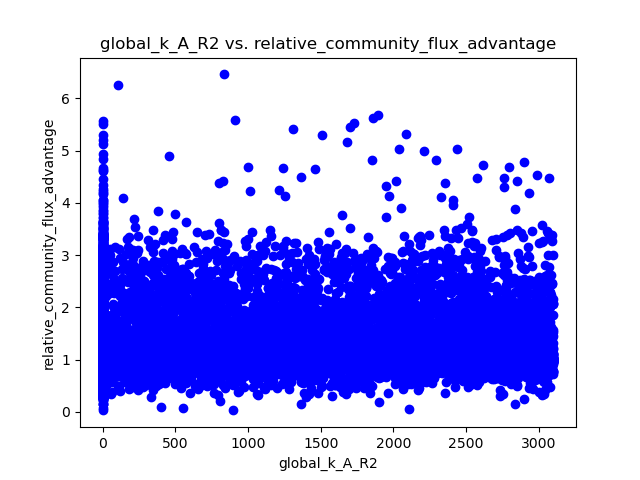 global_k_A_R2 vs. relative_community_flux_advantage
relative_community_flux_advantage
6
5
4
3
2
1
0
0 500 1000 1500 2000 2500 3000
global_k_A_R2